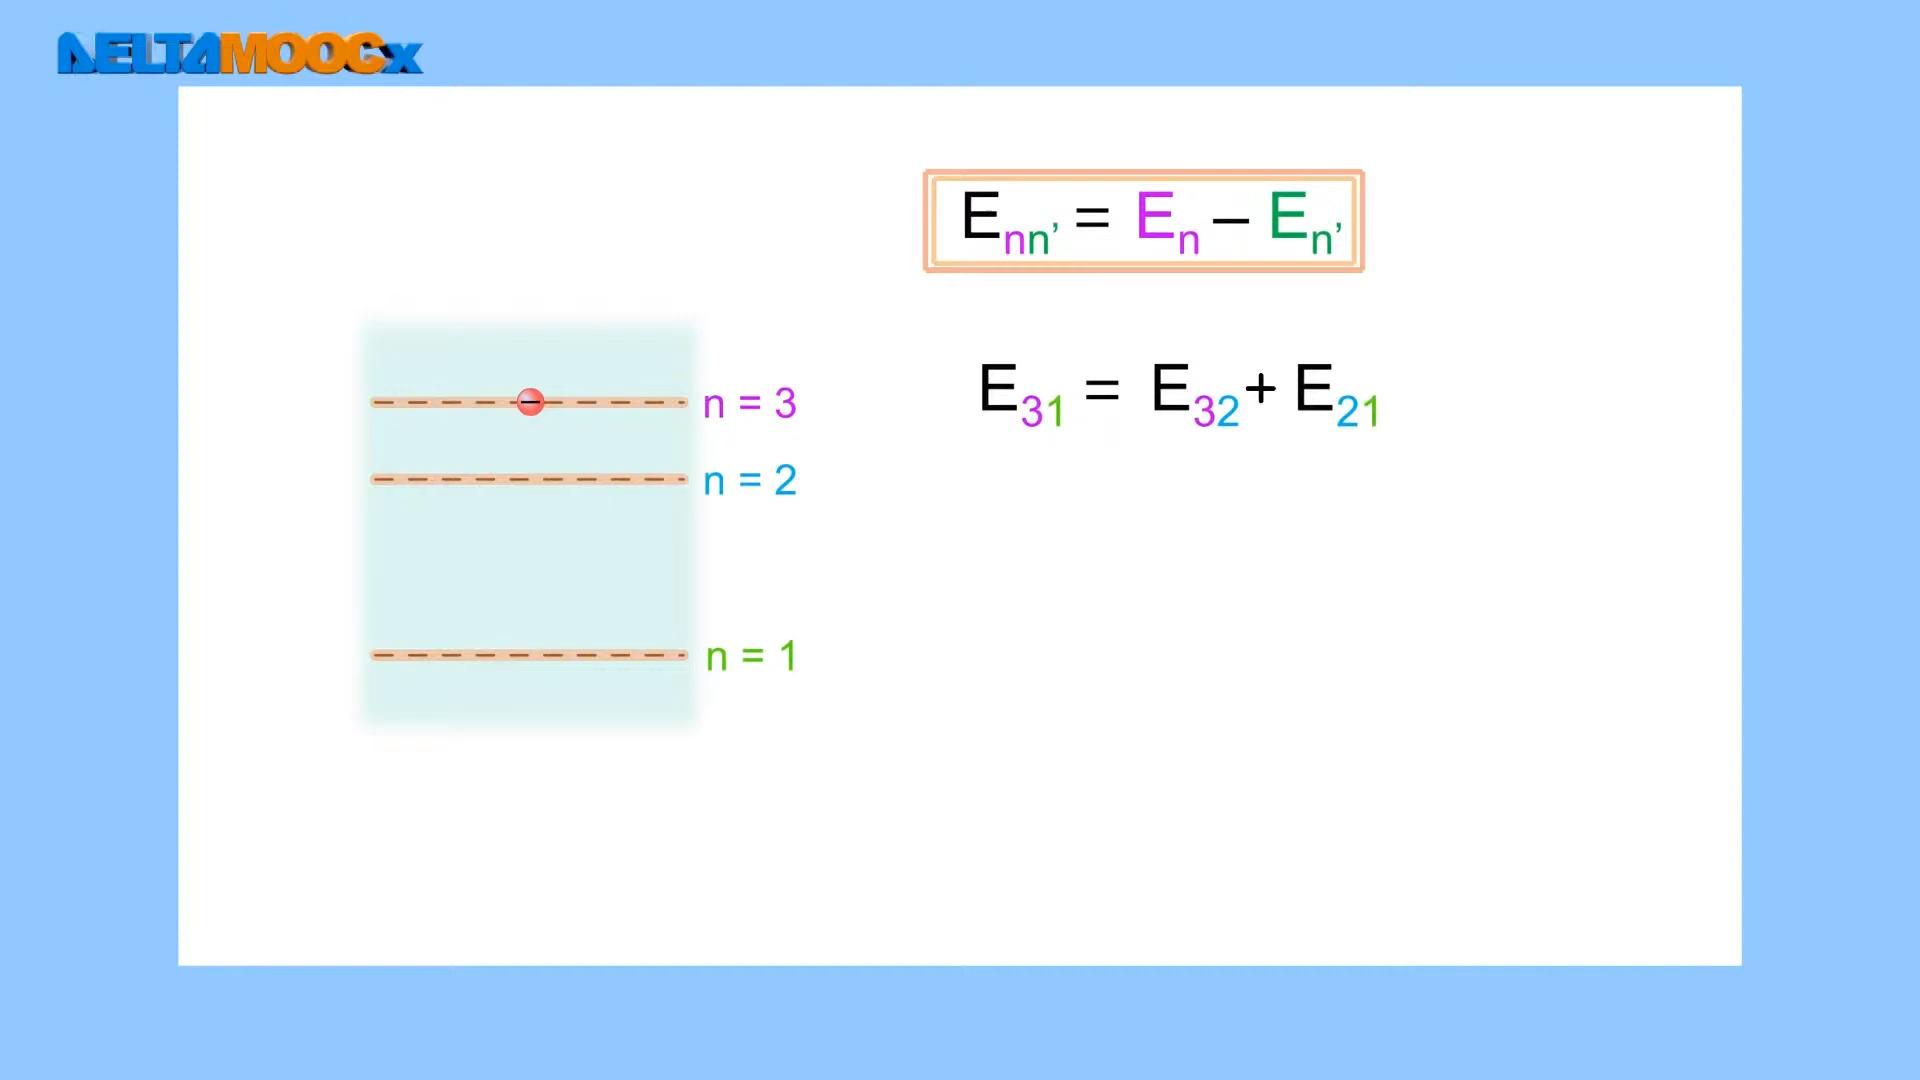 DELTAMOOCx
Enn’ = En – En’
E31 = E32 + E21
n = 3
n = 2
n = 1